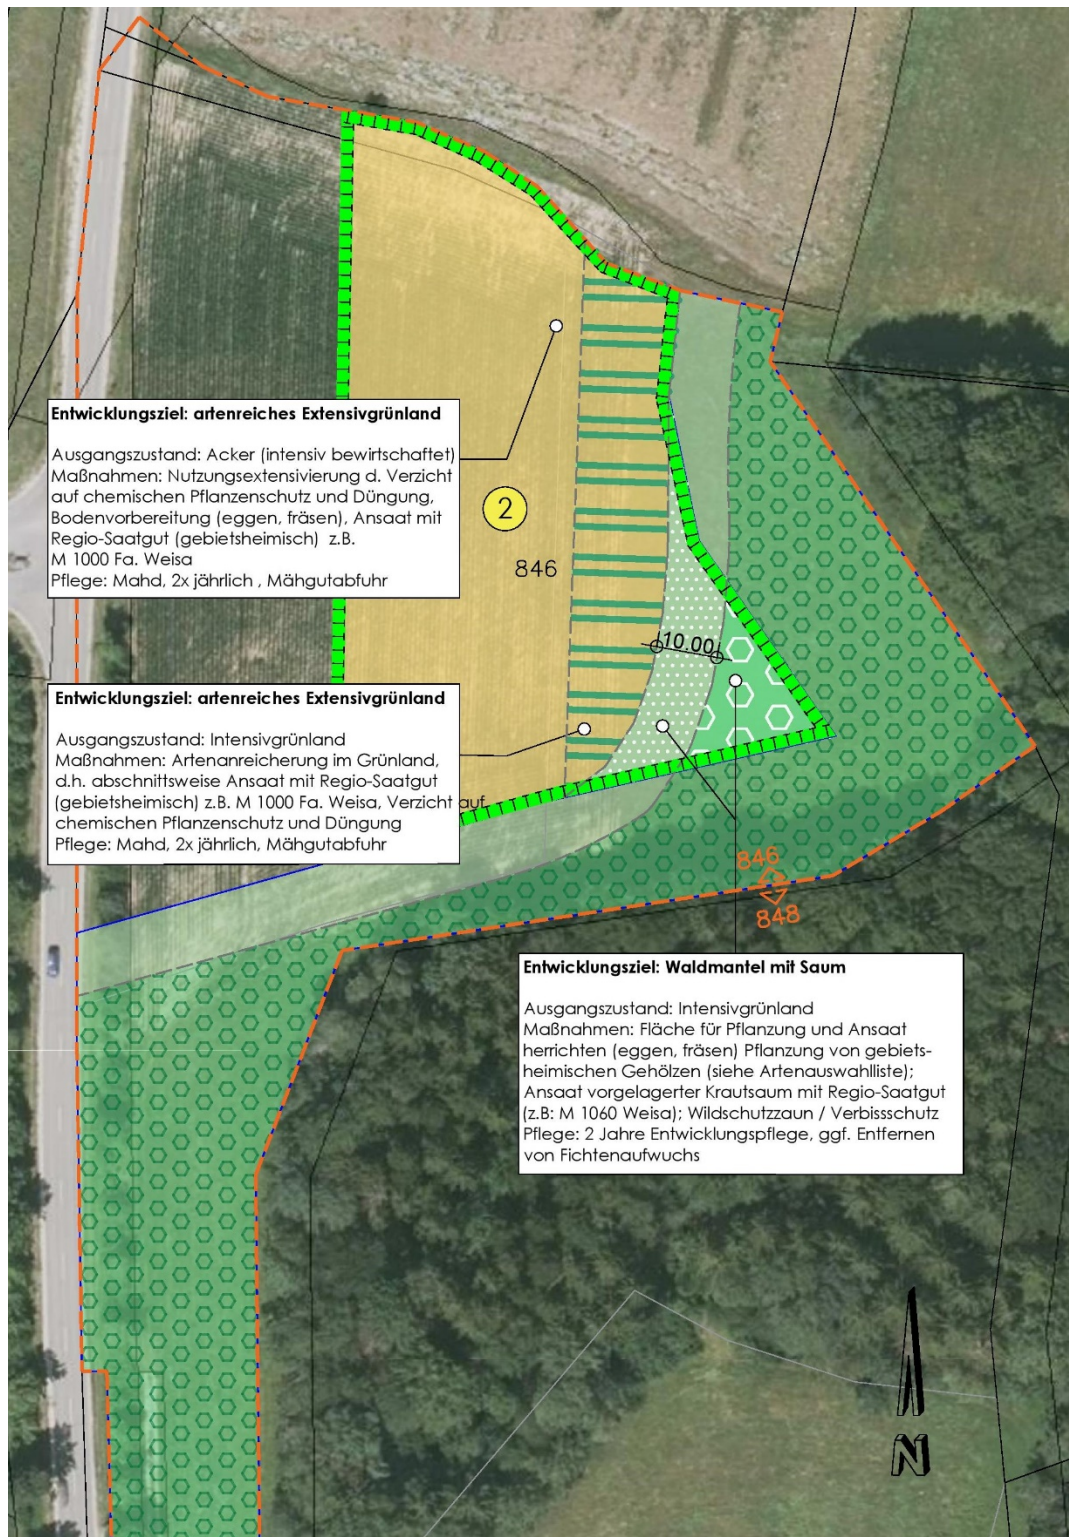 Entwicklungsziel: artenreiches Extensivgrünland
Ausgangszustand: Acker (intensiv bewirtschaftet)
Maßnahmen: Nutzungsextensivierung d. Verzicht
auf chemischen Pflanzenschutz und Düngung,
Bodenvorbereitung (eggen, fräsen), Ansaat mit
Regio-Saatgut (gebietsheimisch) z.B.
M 1000 Fa. Weisa
Pflege: Mahd, 2x jährlich , Mähgutabfuhr
2
846
10.00
Entwicklungsziel: artenreiches Extensivgrünland
Ausgangszustand: Intensivgrünland
Maßnahmen: Artenanreicherung im Grünland,
d.h. abschnittsweise Ansaat mit Regio-Saatgut
(gebietsheimisch) z.B. M 1000 Fa. Weisa, Verzicht auf
chemischen Pflanzenschutz und Düngung
Pflege: Mahd, 2x jährlich, Mähgutabfuhr
846
848
Entwicklungsziel: Waldmantel mit Saum
Ausgangszustand: Intensivgrünland
Maßnahmen: Fläche für Pflanzung und Ansaat
herrichten (eggen, fräsen) Pflanzung von gebiets-
heimischen Gehölzen (siehe Artenauswahlliste);
Ansaat vorgelagerter Krautsaum mit Regio-Saatgut
(z.B: M 1060 Weisa); Wildschutzzaun / Verbissschutz
Pflege: 2 Jahre Entwicklungspflege, ggf. Entfernen
von Fichtenaufwuchs
N